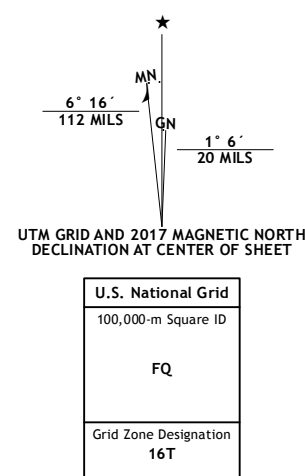 ★
M.N.
6° 16´
112 MILS
GN
1° 6´
20 MILS
UTM GRID AND 2017 MAGNETIC NORTH
DECLINATION AT CENTER OF SHEET
U.S. National Grid
100,000-m Square ID
FQ
Grid Zone Designation
16T